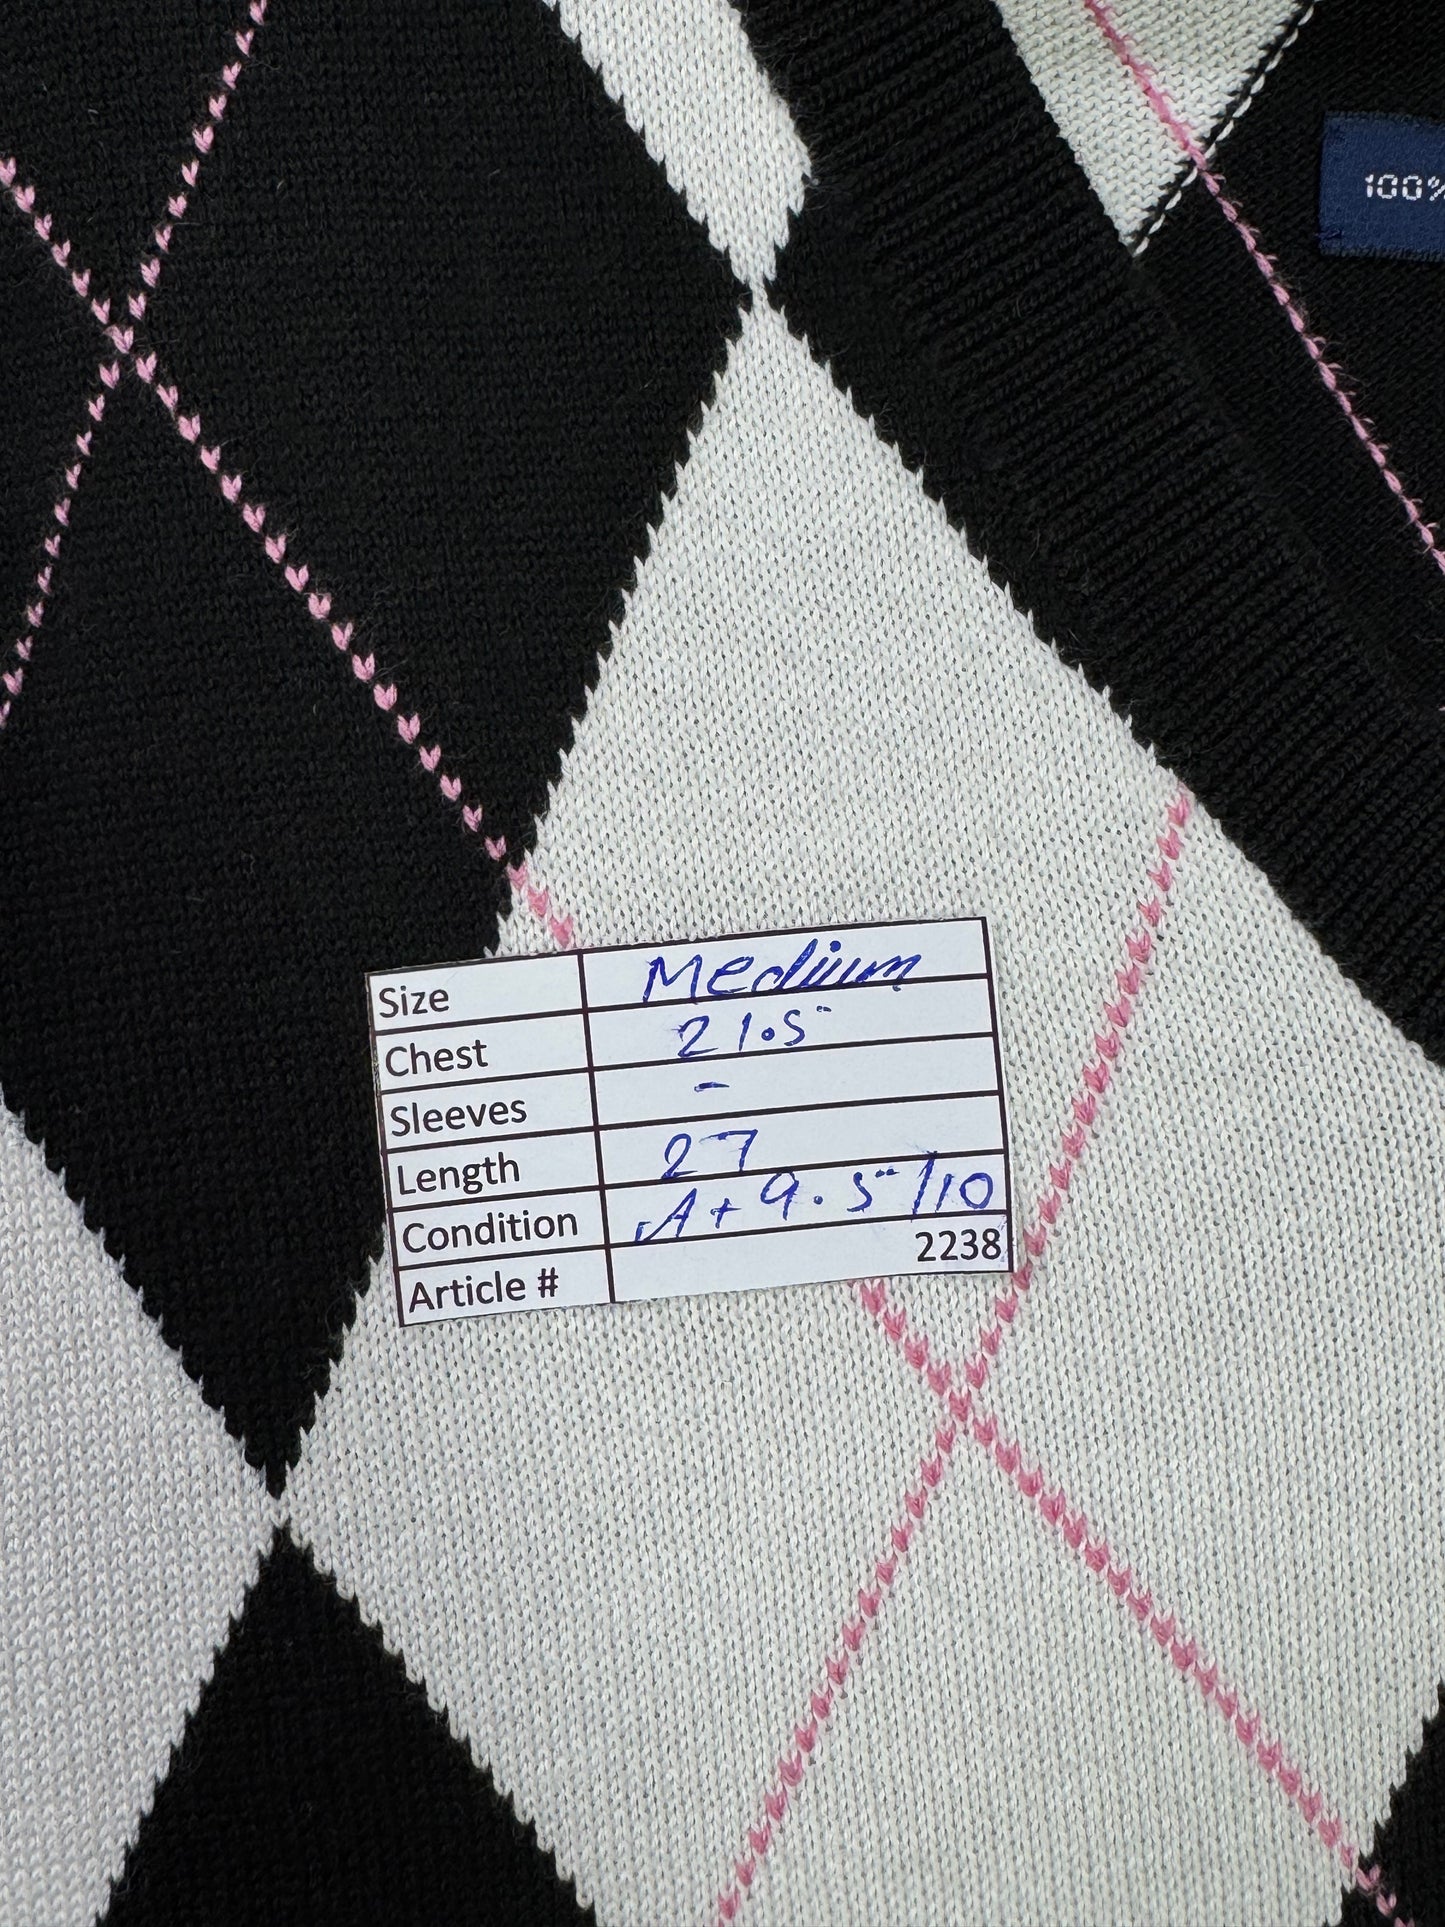 100%
Size Medium
Chest 21.5"
Sleeves -
Length 27
Condition A+ 9.5"/10
Article # 2238